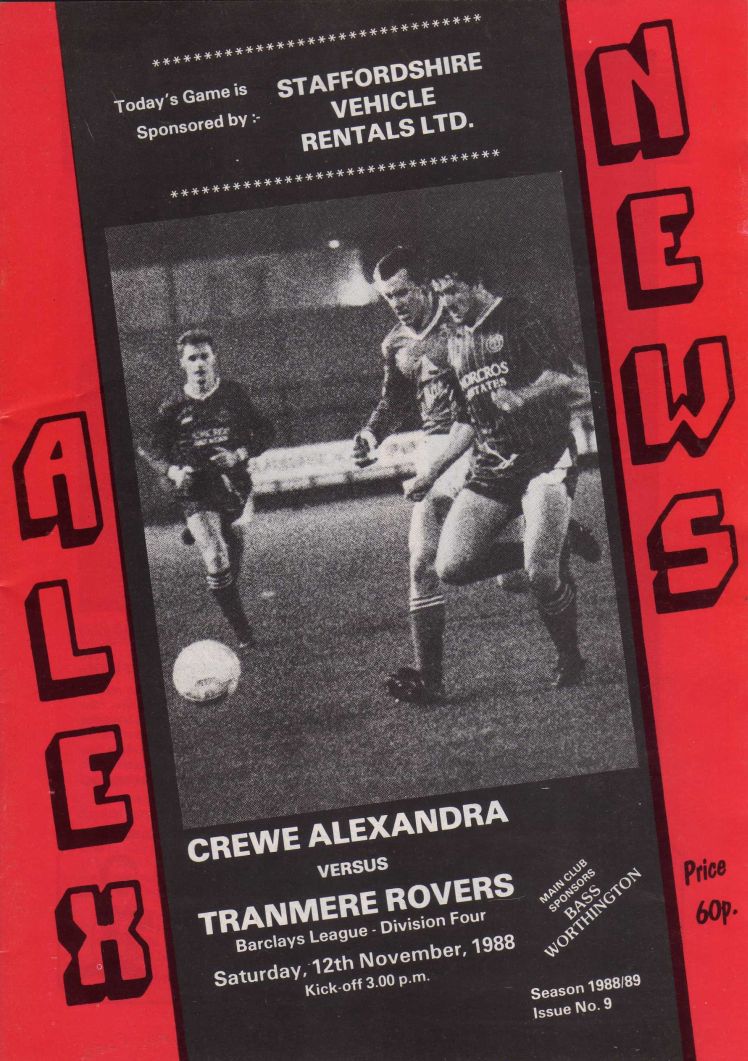 ALEX
NEWS
********************************
Today's Game is
Sponsored by :-
STAFFORDSHIRE
VEHICLE
RENTALS LTD.
********************************
NORCROS
ESTATES
CREWE ALEXANDRA
VERSUS
TRANMERE ROVERS
Barclays League - Division Four
Saturday, 12th November, 1988
Kick-off 3.00 p.m.
MAIN CLUB
SPONSORS
BASS
WORTHINGTON
Price
60p.
Season 1988/89
Issue No. 9